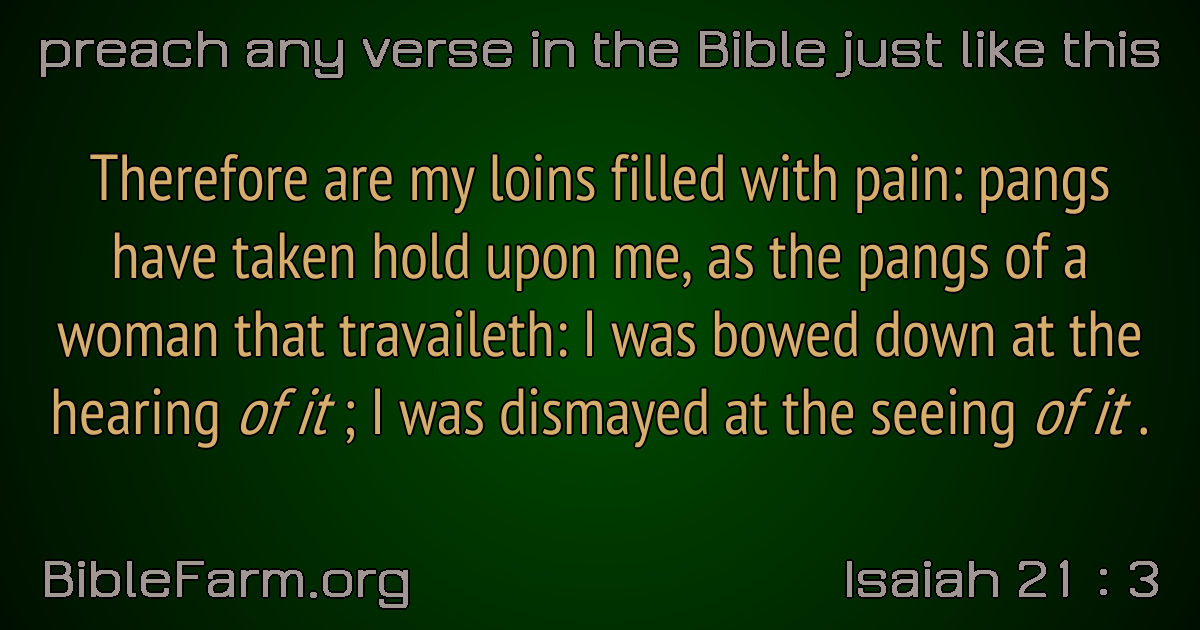 preach any verse in the Bible just like this
Therefore are my loins filled with pain: pangs
have taken hold upon me, as the pangs of a
woman that travaileth: I was bowed down at the
hearing of it ; I was dismayed at the seeing of it .
BibleFarm.org
Isaiah 21 : 3